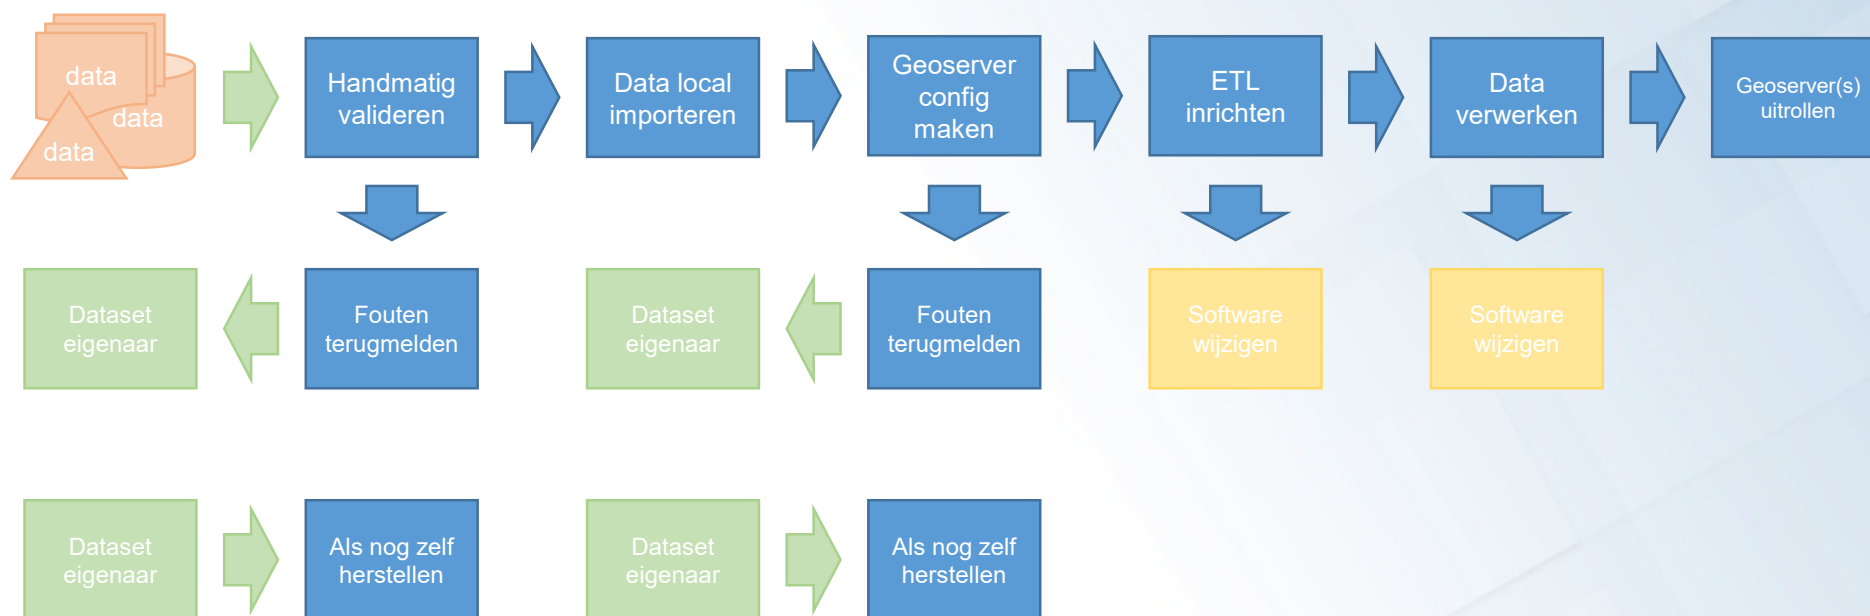 data
data
data
Handmatig
valideren
Data local
importeren
Geoserver
config
maken
ETL
inrichten
Data
verwerken
Geoserver(s)
uitrollen
Dataset
eigenaar
Fouten
terugmelden
Dataset
eigenaar
Fouten
terugmelden
Software
wijzigen
Software
wijzigen
Dataset
eigenaar
Als nog zelf
herstellen
Dataset
eigenaar
Als nog zelf
herstellen